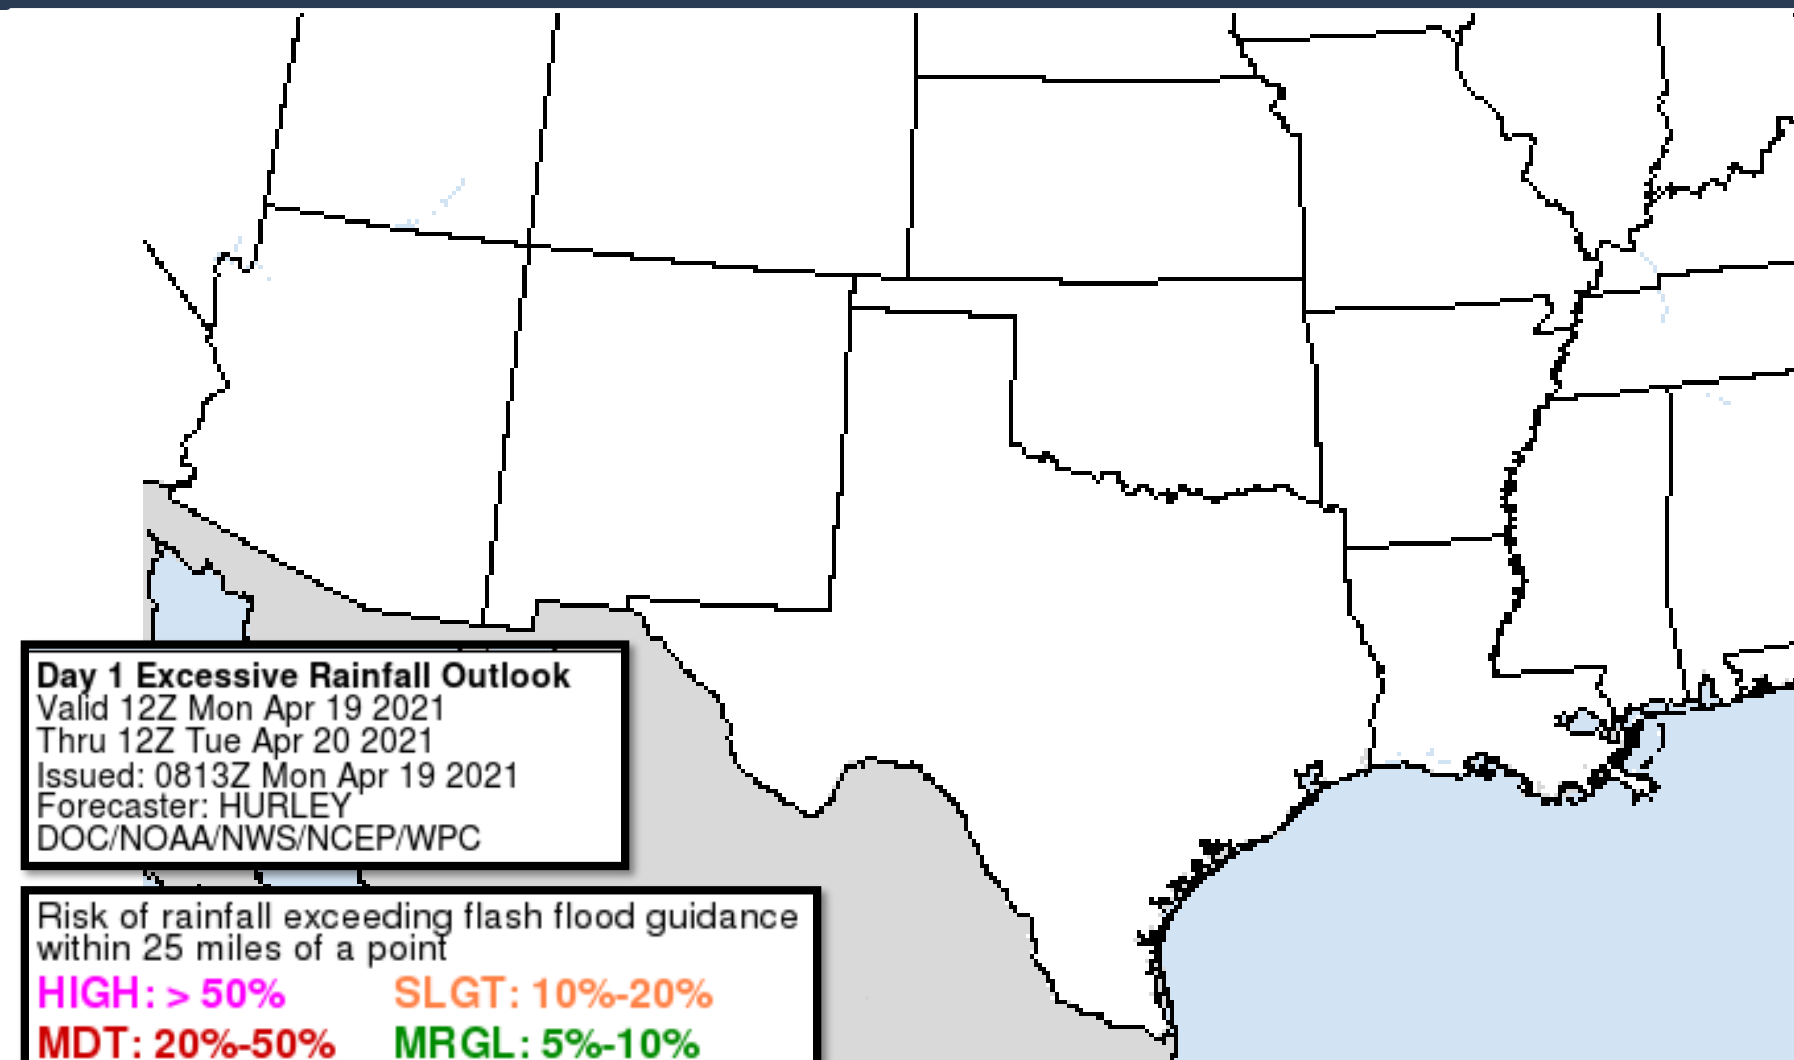 Day 1 Excessive Rainfall Outlook
Valid 12Z Mon Apr 19 2021
Thru 12Z Tue Apr 20 2021
Issued: 0813Z Mon Apr 19 2021
Forecaster: HURLEY
DOC/NOAA/NWS/NCEP/WPC
Risk of rainfall exceeding flash flood guidance
within 25 miles of a point
HIGH: > 50% SLGT: 10%-20%
MDT: 20%-50% MRGL: 5%-10%